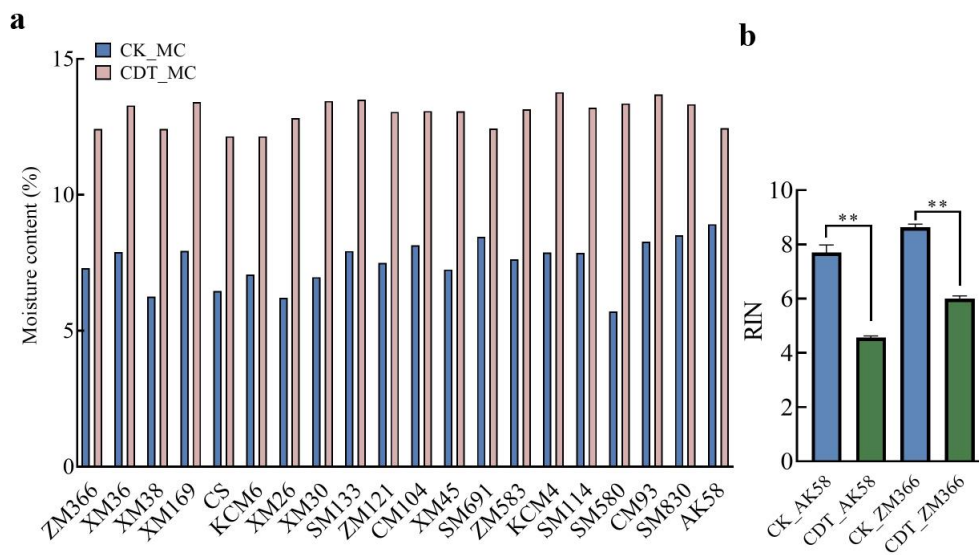 a
CK_MC
CDT_MC
Moisture content (%)
15
10
5
0
ZM366
XM36
XM38
XM169
CS
KCM6
XM26
XM30
SM133
ZM121
CM104
XM45
SM691
ZM583
KCM4
SM114
SM580
CM93
SM830
AK58
b
RIN
10
8
6
4
2
0
**
**
CK_AK58
CDT_AK58
CK_ZM366
CDT_ZM366